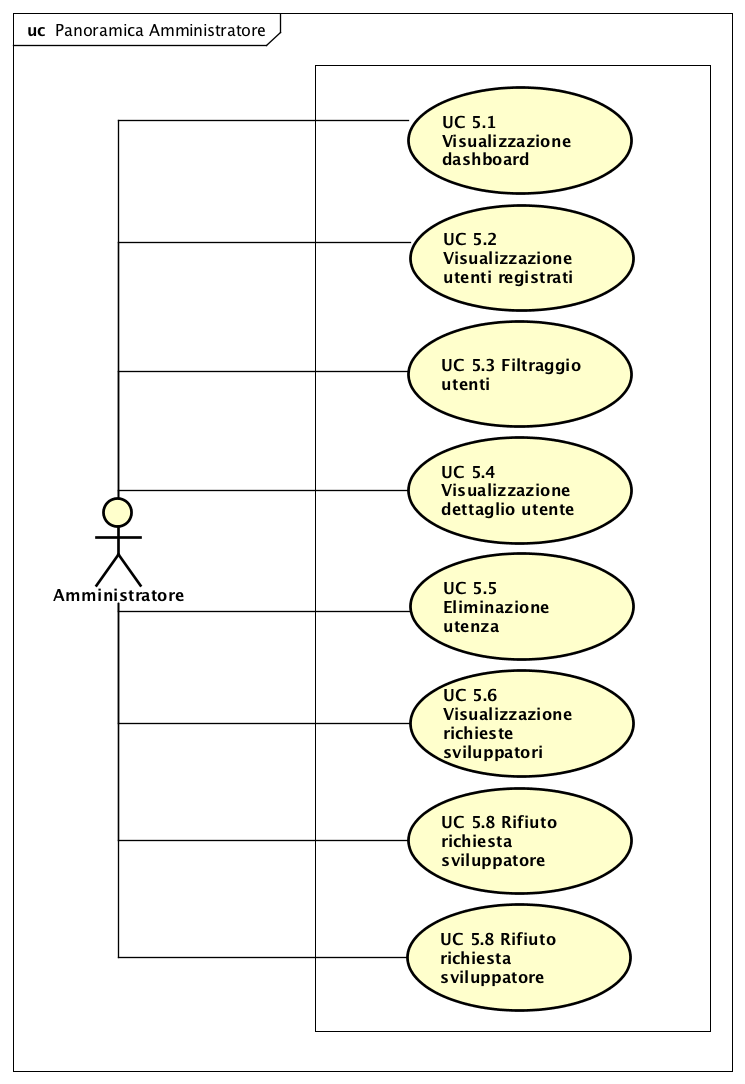 uc Panoramica Amministratore
UC 5.1
Visualizzazione
dashboard
UC 5.2
Visualizzazione
utenti registrati
UC 5.3 Filtraggio
utenti
UC 5.4
Visualizzazione
dettaglio utente
Amministratore
UC 5.5
Eliminazione
utenza
UC 5.6
Visualizzazione
richieste
sviluppatori
UC 5.8 Rifiuto
richiesta
sviluppatore
UC 5.8 Rifiuto
richiesta
sviluppatore